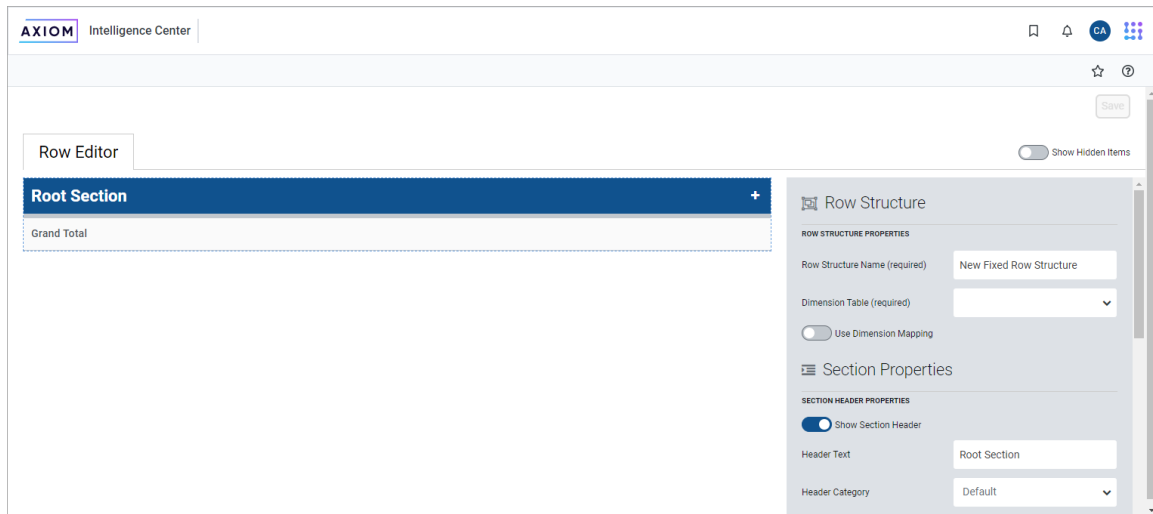 AXIOM Intelligence Center
CA
Save
Row Editor
Show Hidden Items
Root Section +
Grand Total
Row Structure
ROW STRUCTURE PROPERTIES
Row Structure Name (required) New Fixed Row Structure
Dimension Table (required)
Use Dimension Mapping
Section Properties
SECTION HEADER PROPERTIES
Show Section Header
Header Text Root Section
Header Category Default